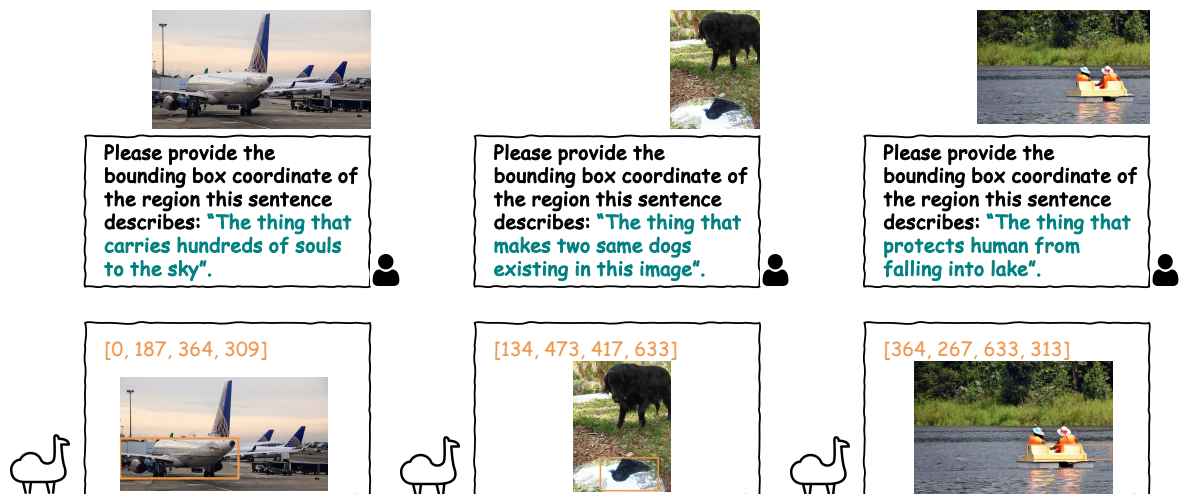 Please provide the
bounding box coordinate of
the region this sentence
describes: “The thing that
carries hundreds of souls
to the sky”.
Please provide the
bounding box coordinate of
the region this sentence
describes: “The thing that
makes two same dogs
existing in this image”.
Please provide the
bounding box coordinate of
the region this sentence
describes: “The thing that
protects human from
falling into lake”.
[0, 187, 364, 309]
[134, 473, 417, 633]
[364, 267, 633, 313]